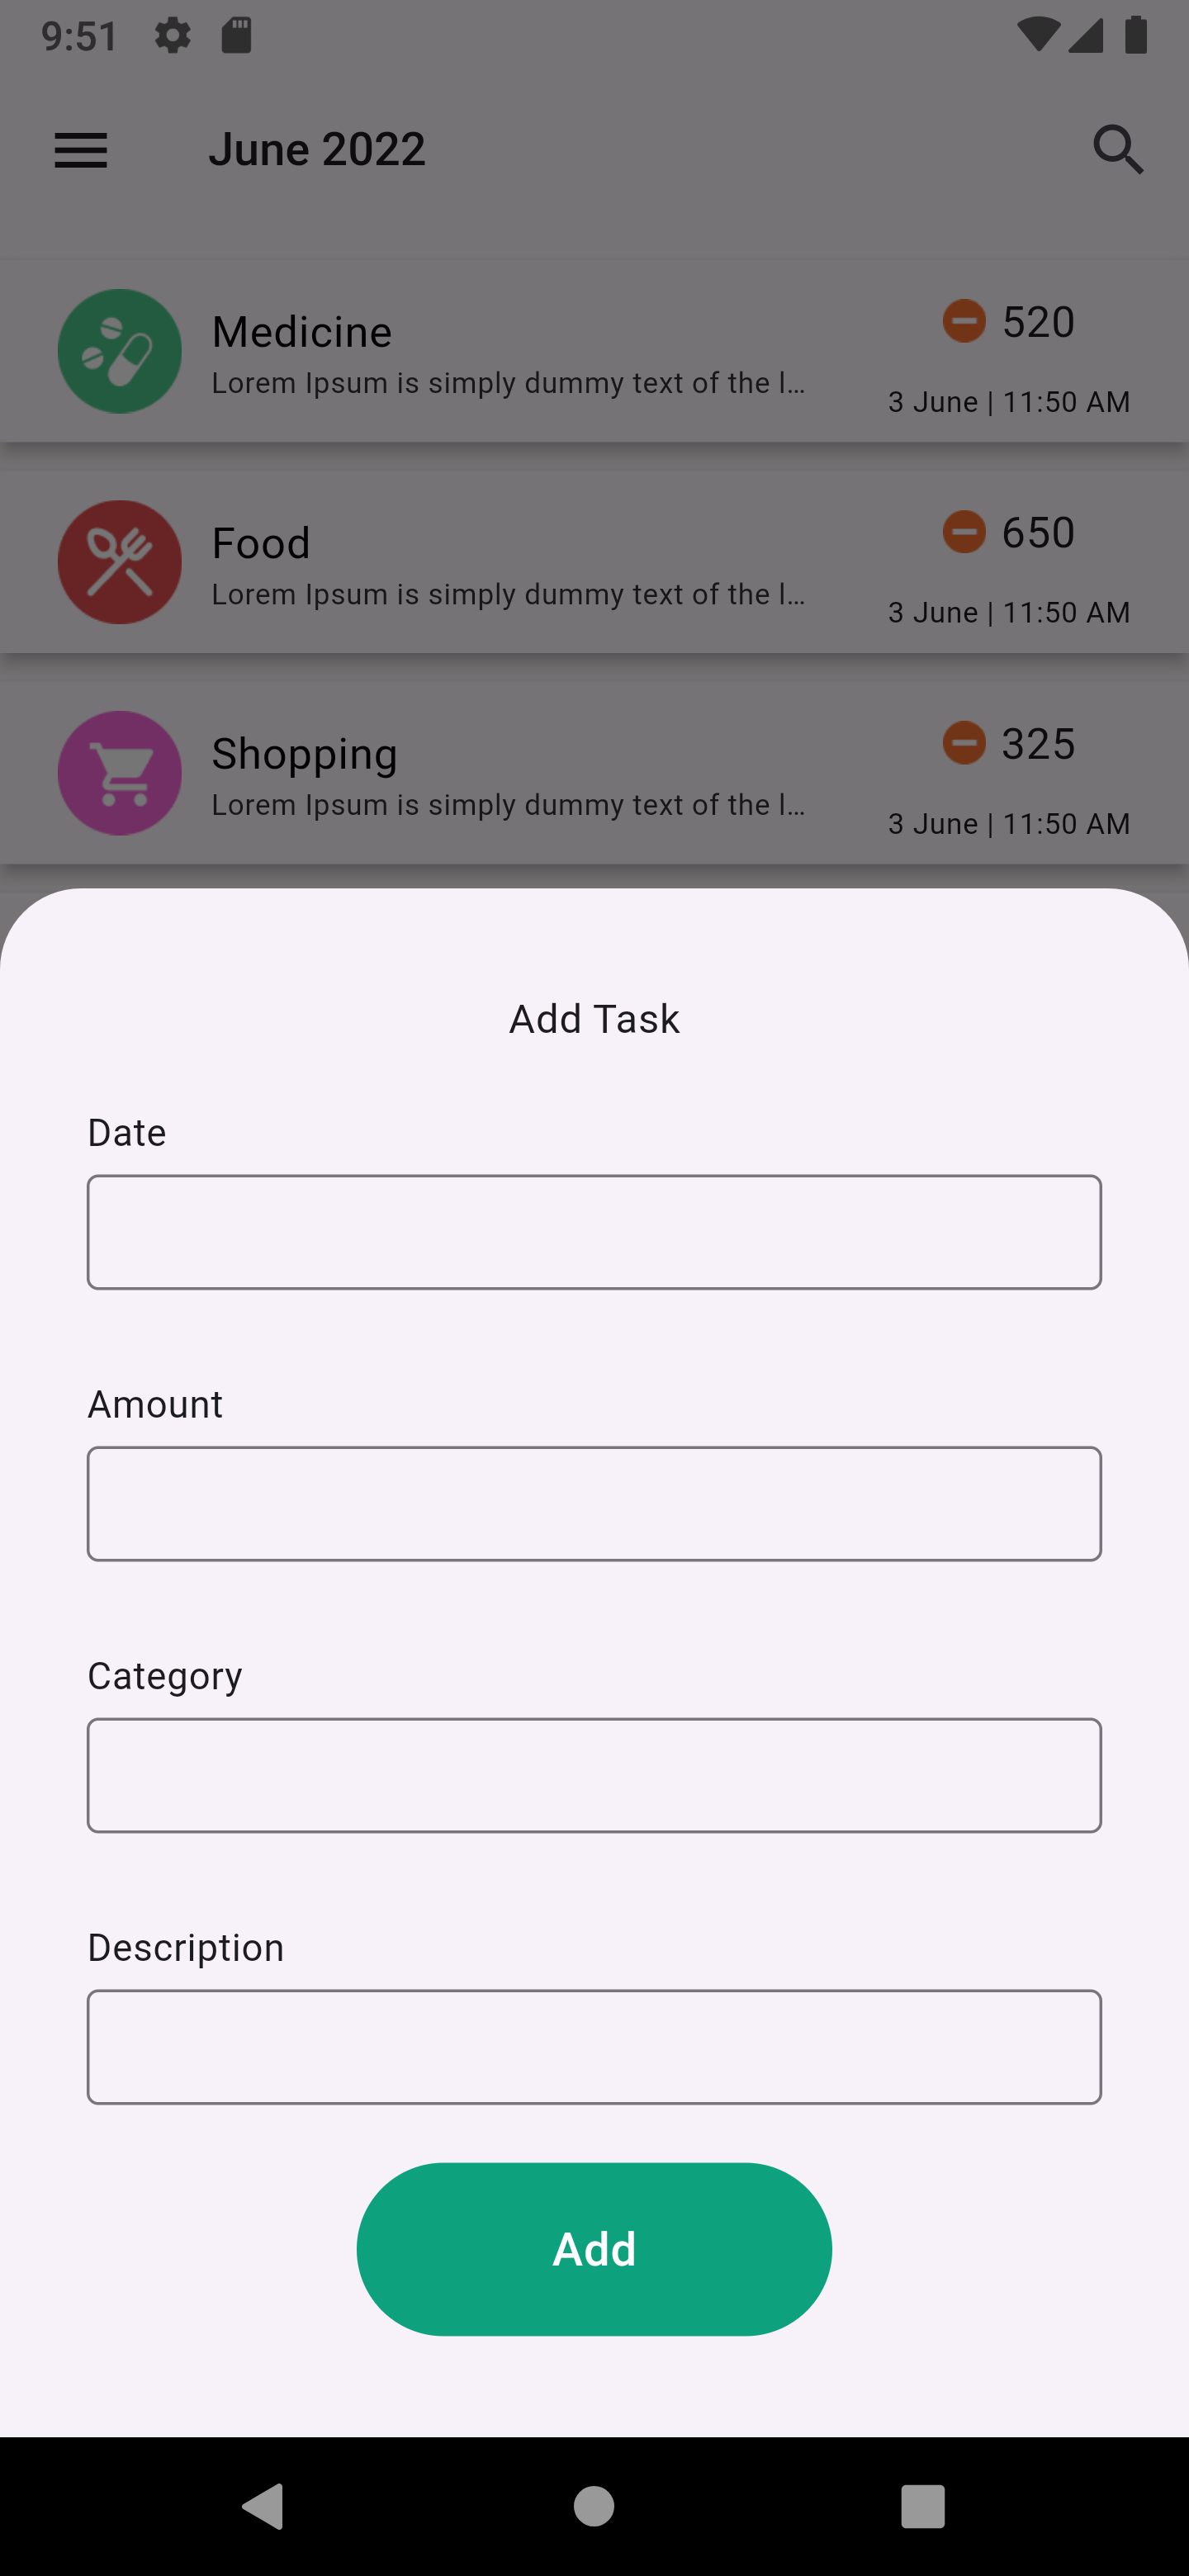 9:51
June 2022
Medicine
520
Lorem Ipsum is simply dummy text of the l...
3 June | 11:50 AM
Food
650
Lorem Ipsum is simply dummy text of the l...
3 June | 11:50 AM
Shopping
325
Lorem Ipsum is simply dummy text of the l...
3 June | 11:50 AM
Add Task
Date
Amount
Category
Description
Add